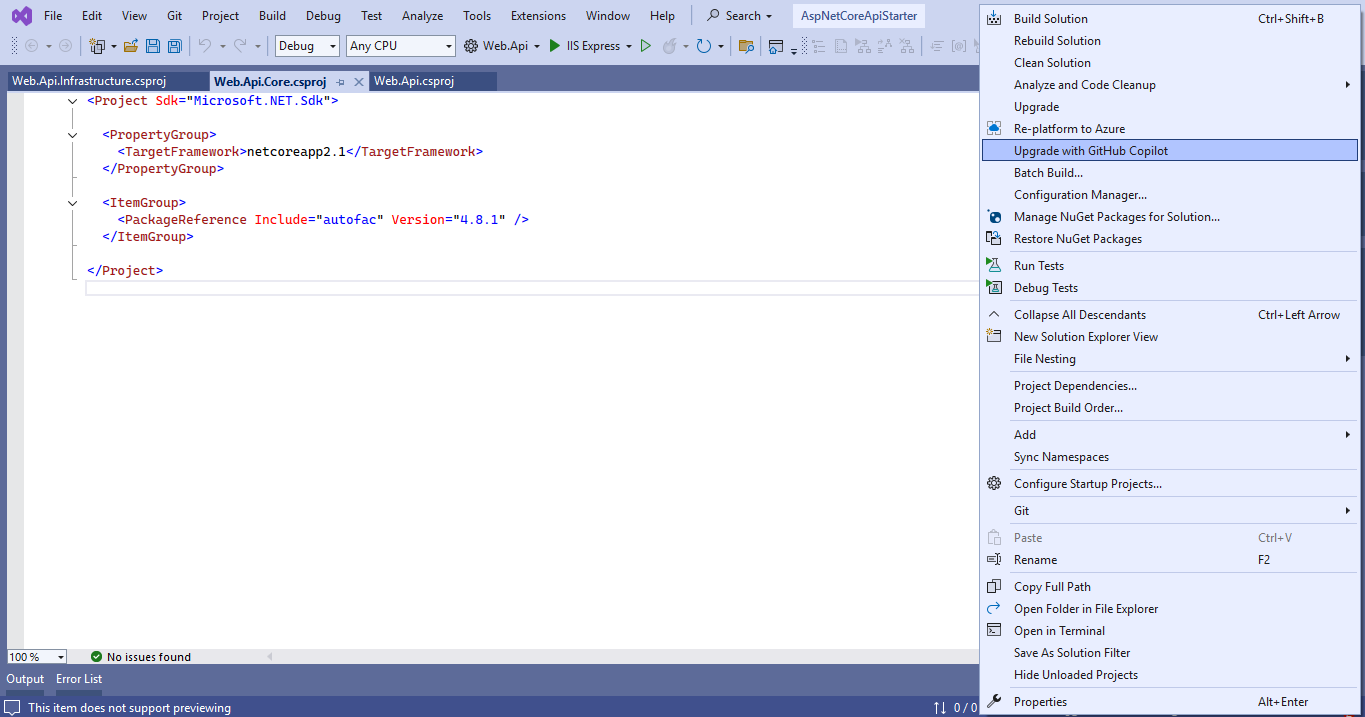 File Edit View Git Project Build Debug Test Analyze Tools Extensions Window Help Search AspNetCoreApiStarter
Debug Any CPU Web.Api IIS Express
Web.Api.Infrastructure.csproj Web.Api.Core.csproj Web.Api.csproj
<Project Sdk="Microsoft.NET.Sdk">
<PropertyGroup>
<TargetFramework>netcoreapp2.1</TargetFramework>
</PropertyGroup>
<ItemGroup>
<PackageReference Include="autofac" Version="4.8.1" />
</ItemGroup>
</Project>
100 % No issues found
Output Error List
This item does not support previewing 0 / 0
Build Solution Ctrl+Shift+B
Rebuild Solution
Clean Solution
Analyze and Code Cleanup
Upgrade
Re-platform to Azure
Upgrade with GitHub Copilot
Batch Build...
Configuration Manager...
Manage NuGet Packages for Solution...
Restore NuGet Packages
Run Tests
Debug Tests
Collapse All Descendants Ctrl+Left Arrow
New Solution Explorer View
File Nesting
Project Dependencies...
Project Build Order...
Add
Sync Namespaces
Configure Startup Projects...
Git
Paste Ctrl+V
Rename F2
Copy Full Path
Open Folder in File Explorer
Open in Terminal
Save As Solution Filter
Hide Unloaded Projects
Properties Alt+Enter